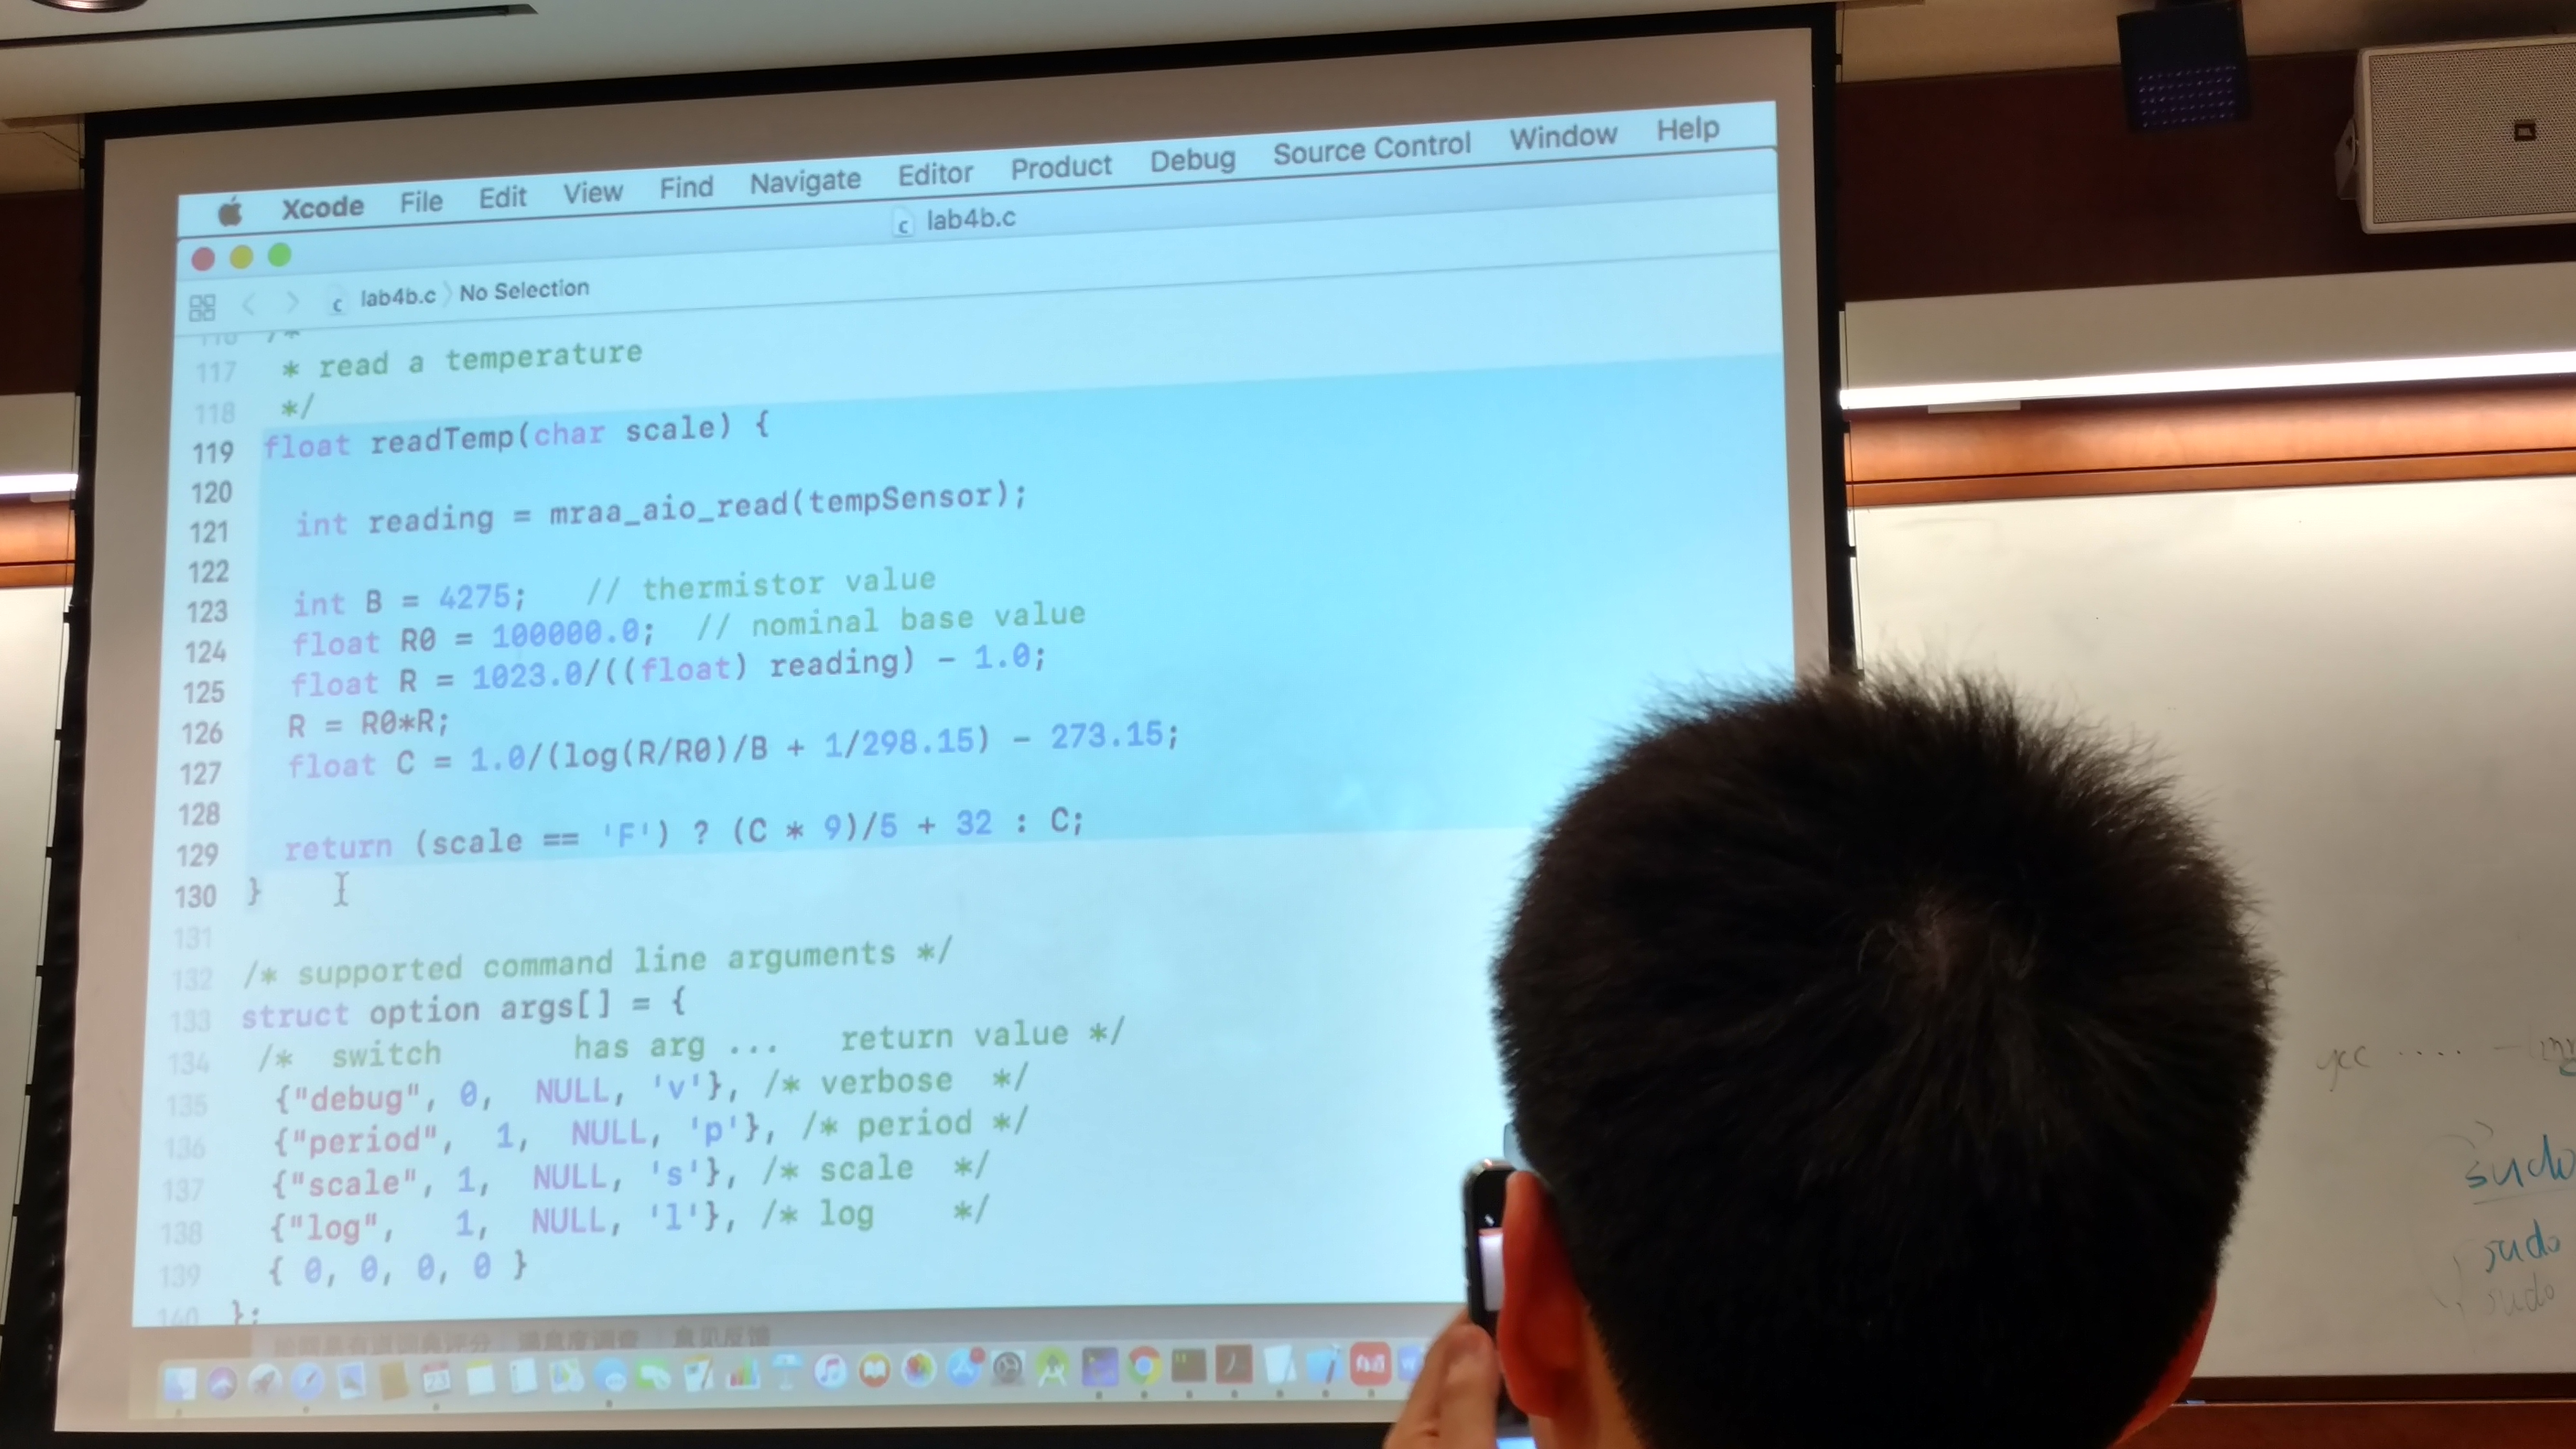 Xcode File Edit View Find Navigate Editor Product Debug Source Control Window Help
lab4b.c
lab4b.c No Selection
116 /*
117 * read a temperature
118 */
119 float readTemp(char scale) {
120
121 int reading = mraa_aio_read(tempSensor);
122
123 int B = 4275; // thermistor value
124 float R0 = 100000.0; // nominal base value
125 float R = 1023.0/((float) reading) - 1.0;
126 R = R0*R;
127 float C = 1.0/(log(R/R0)/B + 1/298.15) - 273.15;
128
129 return (scale == 'F') ? (C * 9)/5 + 32 : C;
130 }
131
132 /* supported command line arguments */
133 struct option args[] = {
134 /* switch has arg ... return value */
135 {"debug", 0, NULL, 'v'}, /* verbose */
136 {"period", 1, NULL, 'p'}, /* period */
137 {"scale", 1, NULL, 's'}, /* scale */
138 {"log", 1, NULL, 'l'}, /* log */
139 { 0, 0, 0, 0 }
140 };
sudo
sudo
sudo